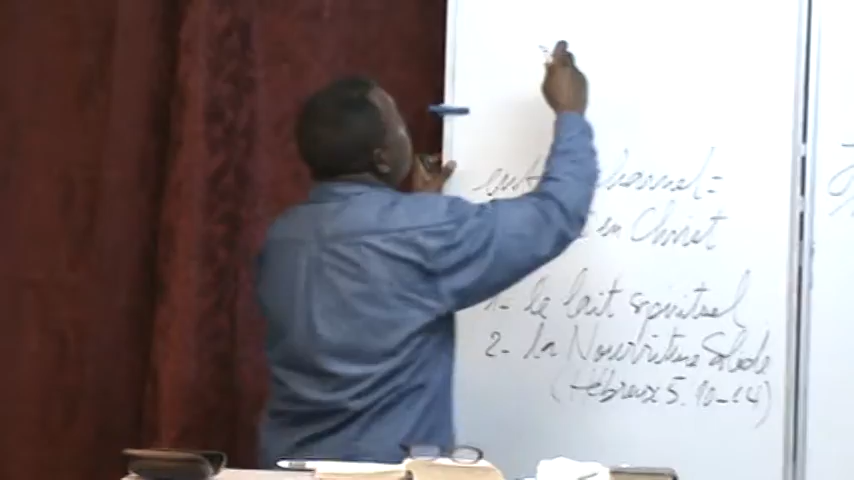 charnel =
en Christ
1- le lait spirituel
2- la Nourriture Solide
(Hébreux 5.10-14)